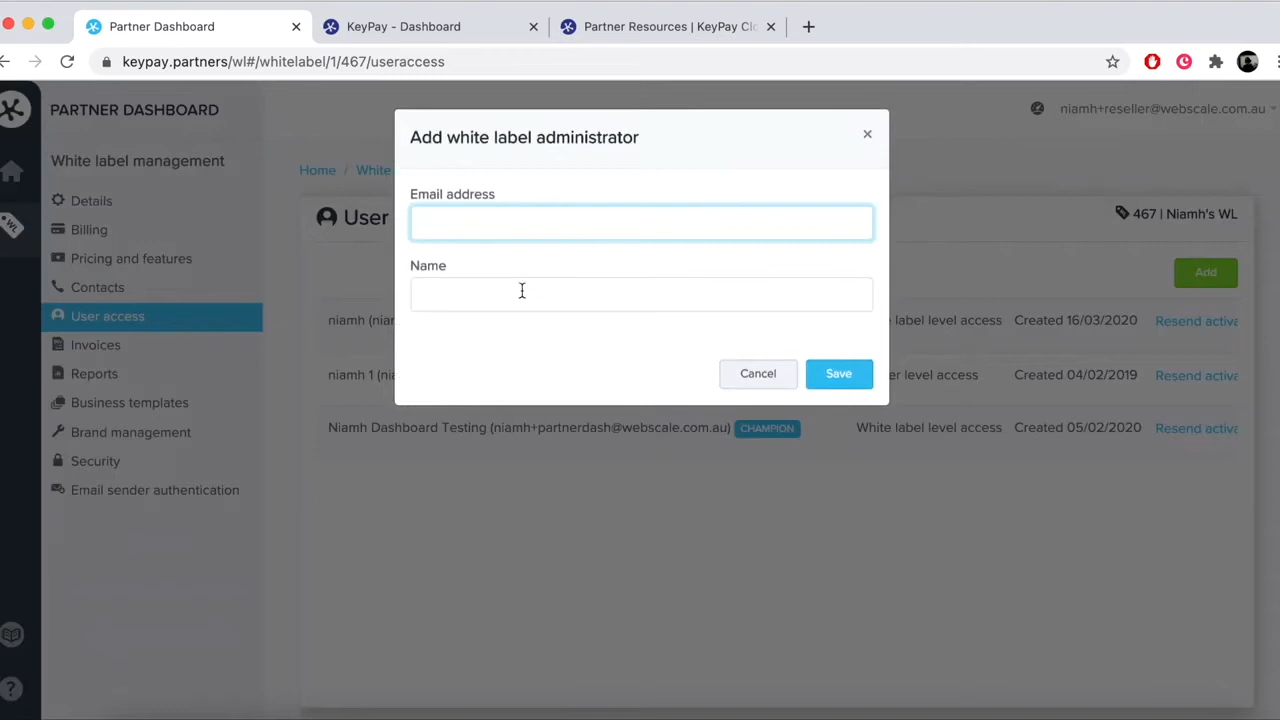 Partner Dashboard
KeyPay - Dashboard
Partner Resources | KeyPay Clo
keypay.partners/wl#/whitelabel/1/467/useraccess
PARTNER DASHBOARD
niamh+reseller@webscale.com.au
White label management
Details
Billing
Pricing and features
Contacts
User access
Invoices
Reports
Business templates
Brand management
Security
Email sender authentication
Home / White
User
467 | Niamh's WL
Add
niamh (niam
e label level access Created 16/03/2020 Resend activa
niamh 1 (ni
er level access Created 04/02/2019 Resend activa
Niamh Dashboard Testing (niamh+partnerdash@webscale.com.au) CHAMPION White label level access Created 05/02/2020 Resend activa
Add white label administrator
×
Email address
Name
Cancel
Save
WL
?